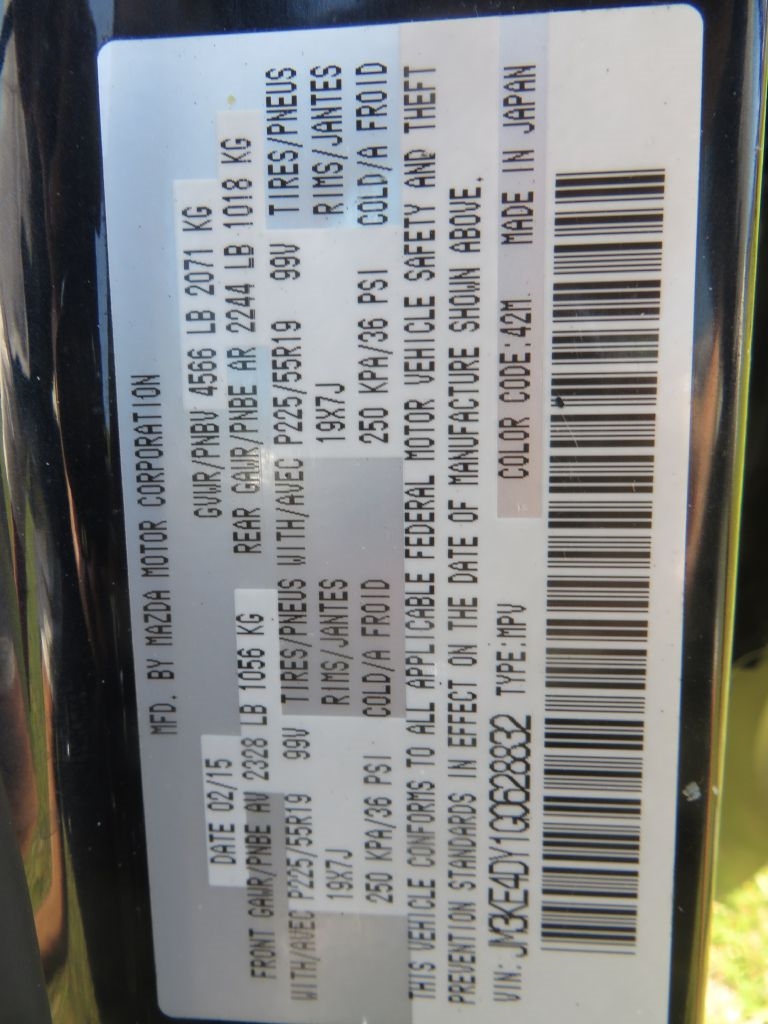 MFD. BY MAZDA MOTOR CORPORATION
DATE 02/15 GVWR/PNBV 4566 LB 2071 KG
FRONT GAWR/PNBE AV 2328 LB 1056 KG REAR GAWR/PNBE AR 2244 LB 1018 KG
WITH/AVEC P225/55R19 99V TIRES/PNEUS WITH/AVEC P225/55R19 99V TIRES/PNEUS
19X7J RIMS/JANTES 19X7J RIMS/JANTES
250 KPA/36 PSI COLD/A FROID 250 KPA/36 PSI COLD/A FROID
THIS VEHICLE CONFORMS TO ALL APPLICABLE FEDERAL MOTOR VEHICLE SAFETY AND THEFT
PREVENTION STANDARDS IN EFFECT ON THE DATE OF MANUFACTURE SHOWN ABOVE.
VIN: JM3KE4DY1G0628832 TYPE:MPV COLOR CODE:42M. MADE IN JAPAN